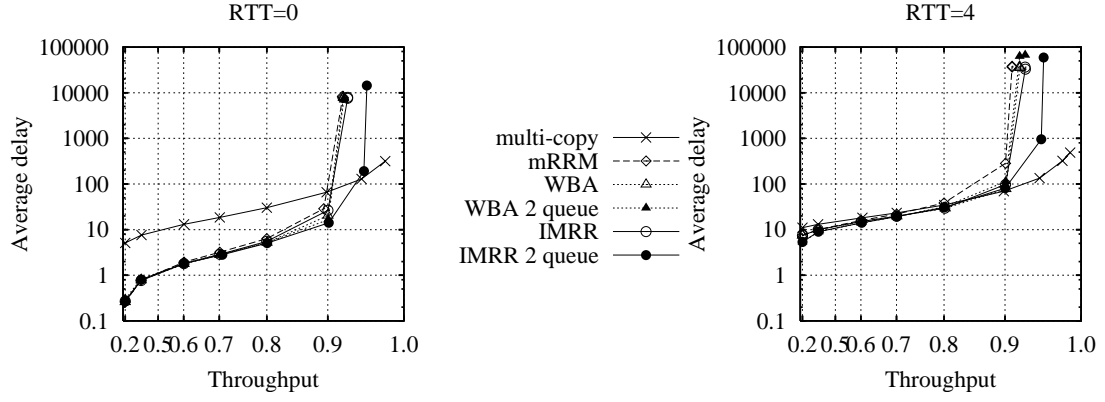 RTT=0
100000
10000
1000
100
10
1
0.1
Average delay
0.2 0.5 0.6 0.7 0.8 0.9 1.0
Throughput
multi-copy
mRRM
WBA
WBA 2 queue
IMRR
IMRR 2 queue
RTT=4
100000
10000
1000
100
10
1
0.1
Average delay
0.2 0.5 0.6 0.7 0.8 0.9 1.0
Throughput